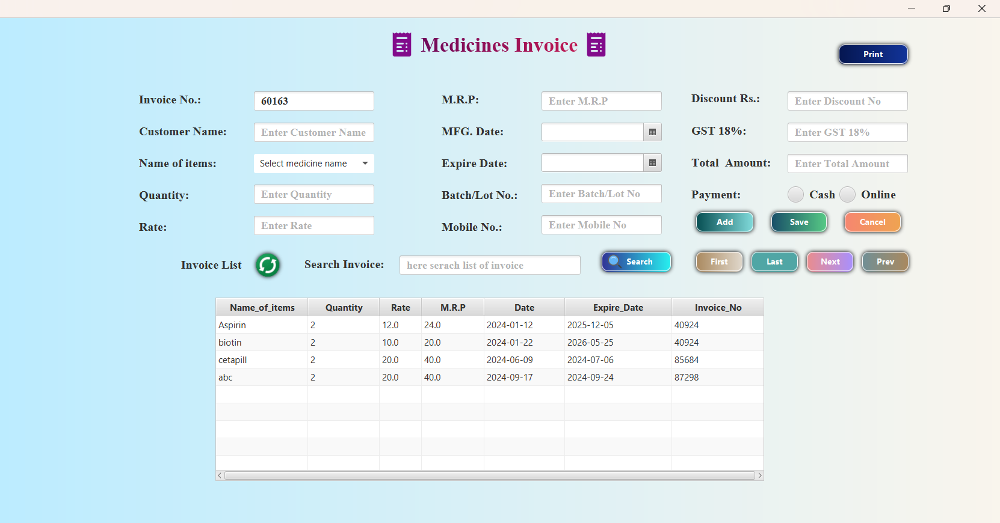 Medicines Invoice
Print
Invoice No.: 60163 M.R.P: Enter M.R.P Discount Rs.: Enter Discount No
Customer Name: Enter Customer Name MFG. Date: GST 18%: Enter GST 18%
Name of items: Select medicine name Expire Date: Total Amount: Enter Total Amount
Quantity: Enter Quantity Batch/Lot No.: Enter Batch/Lot No Payment: Cash Online
Rate: Enter Rate Mobile No.: Enter Mobile No Add Save Cancel
Invoice List Search Invoice: here serach list of invoice Search First Last Next Prev
Name_of_items Quantity Rate M.R.P Date Expire_Date Invoice_No
Aspirin 2 12.0 24.0 2024-01-12 2025-12-05 40924
biotin 2 10.0 20.0 2024-01-22 2026-05-25 40924
cetapill 2 20.0 40.0 2024-06-09 2024-07-06 85684
abc 2 20.0 40.0 2024-09-17 2024-09-24 87298